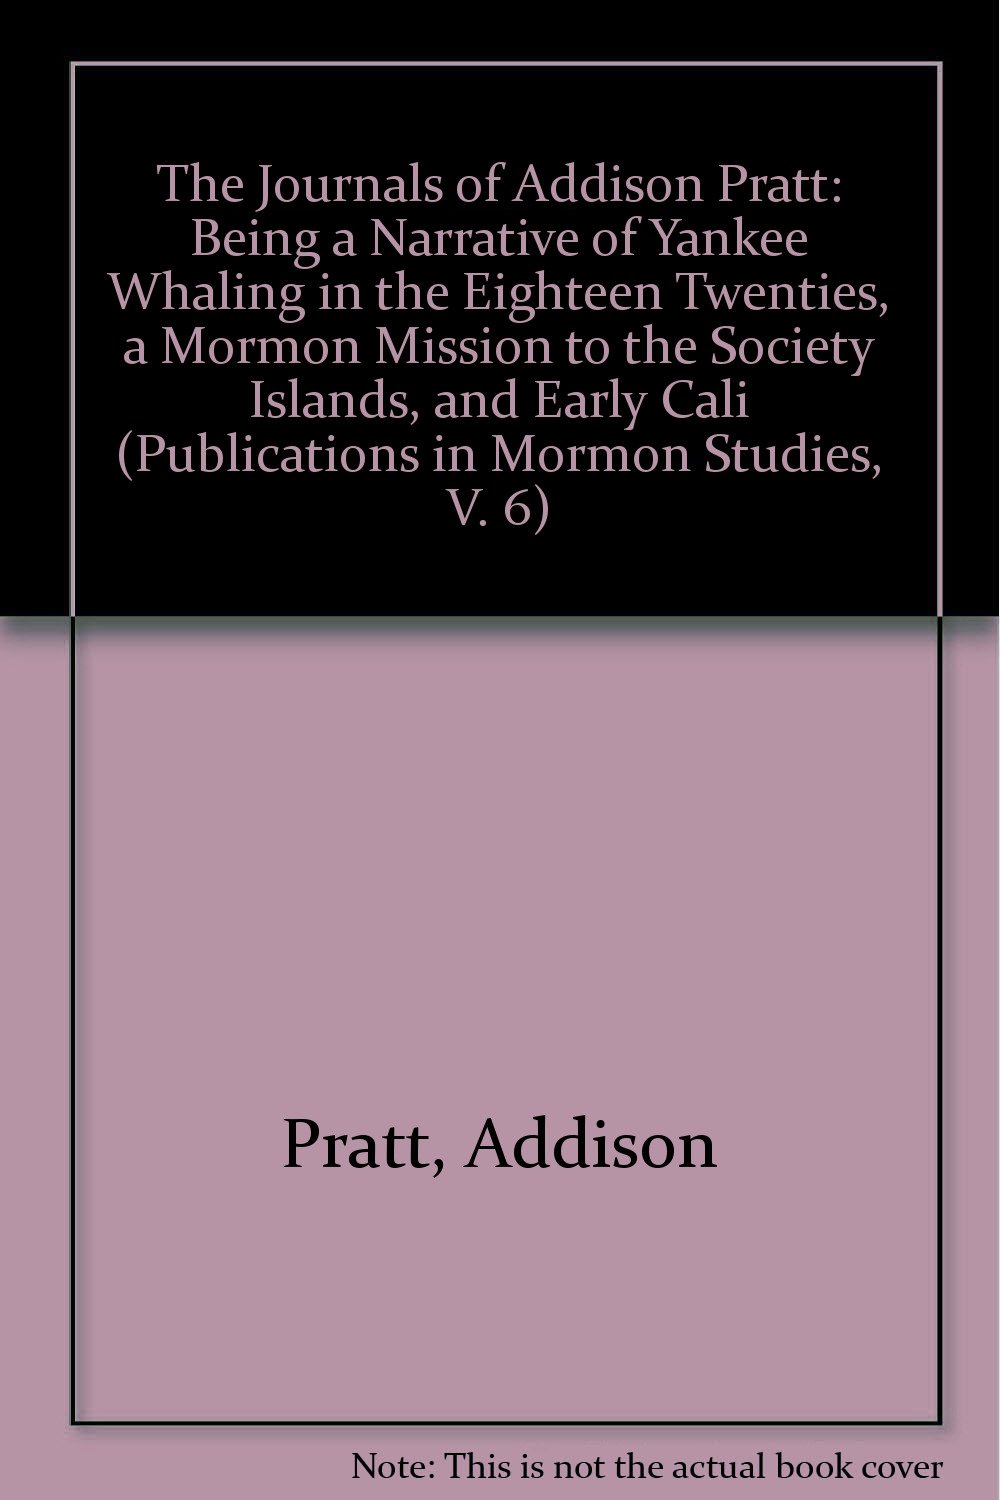 The Journals of Addison Pratt:
Being a Narrative of Yankee
Whaling in the Eighteen Twenties,
a Mormon Mission to the Society
Islands, and Early Cali
(Publications in Mormon Studies,
V. 6)
Pratt, Addison
Note: This is not the actual book cover